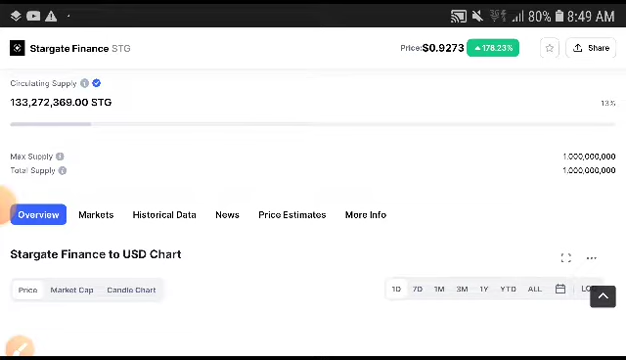 80% 8:49 AM
Stargate Finance STG
Price: $0.9273 178.23% Share
Circulating Supply
133,272,369.00 STG 13%
Max Supply 1,000,000,000
Total Supply 1,000,000,000
Overview Markets Historical Data News Price Estimates More Info
Stargate Finance to USD Chart
Price Market Cap Candle Chart 1D 7D 1M 3M 1Y YTD ALL